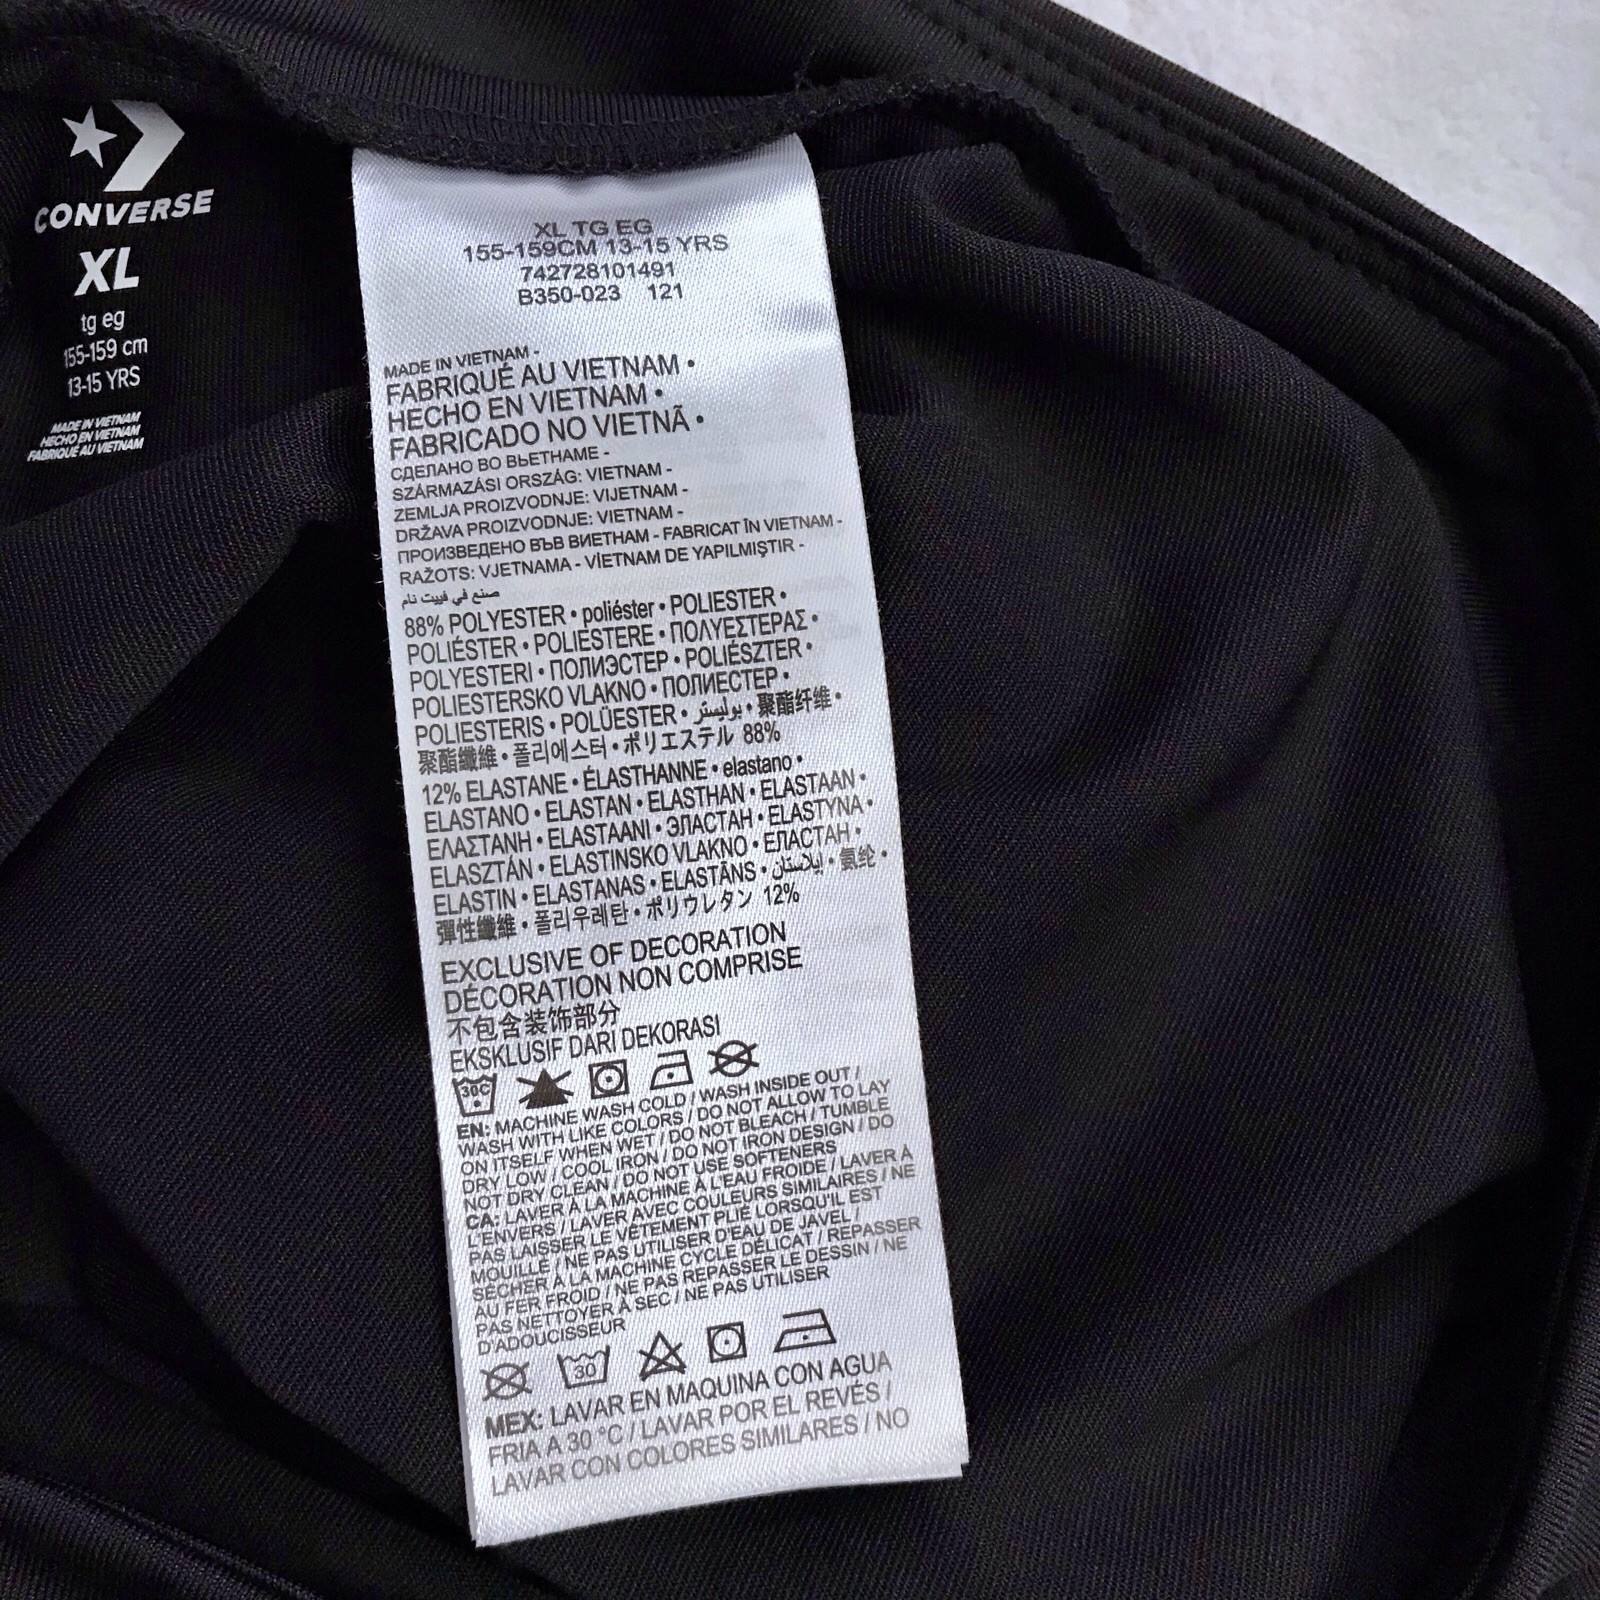 CONVERSE
XL
tg eg
155-159 cm
13-15 YRS
MADE IN VIETNAM
HECHO EN VIETNAM
FABRIQUÉ AU VIETNAM
XL TG EG
155-159CM 13-15 YRS
742728101491
B350-023 121
MADE IN VIETNAM -
FABRIQUÉ AU VIETNAM •
HECHO EN VIETNAM •
FABRICADO NO VIETNÃ •
СДЕЛАНО ВО ВЬЕТНАМЕ -
SZÁRMAZÁSI ORSZÁG: VIETNAM -
ZEMLJA PROIZVODNJE: VIJETNAM -
DRŽAVA PROIZVODNJE: VIETNAM -
ПРОИЗВЕДЕНО ВЪВ ВИЕТНАМ - FABRICAT ÎN VIETNAM -
RAŽOTS: VJETNAMA - VİETNAM DE YAPILMIŞTIR -
صنع في فييت نام
88% POLYESTER • poliéster • POLIESTER •
POLIÉSTER • POLIESTERE • ΠΟΛΥΕΣΤΕΡΑΣ •
POLYESTERI • ПОЛИЭСТЕР • POLIÉSZTER •
POLIESTERSKO VLAKNO • ПОЛИЕСТЕР •
POLIESTERIS • POLÜESTER • بوليستر • 聚酯纤维 •
聚酯纖維 • 폴리에스터 • ポリエステル 88%
12% ELASTANE • ÉLASTHANNE • elastano •
ELASTANO • ELASTAN • ELASTHAN • ELASTAAN •
ΕΛΑΣΤΑΝΗ • ELASTAANI • ЭЛАСТАН • ELASTYNA •
ELASZTÁN • ELASTINSKO VLAKNO • ЕЛАСТАН •
ELASTIN • ELASTANAS • ELASTĀNS • إيلاستان • 氨纶 •
彈性纖維 • 폴리우레탄 • ポリウレタン 12%
EXCLUSIVE OF DECORATION
DÉCORATION NON COMPRISE
不包含装饰部分
EKSKLUSIF DARI DEKORASI
30C
EN: MACHINE WASH COLD / WASH INSIDE OUT /
WASH WITH LIKE COLORS / DO NOT ALLOW TO LAY
ON ITSELF WHEN WET / DO NOT BLEACH / TUMBLE
DRY LOW / COOL IRON / DO NOT IRON DESIGN / DO
NOT DRY CLEAN / DO NOT USE SOFTENERS
CA: LAVER À LA MACHINE À L'EAU FROIDE / LAVER À
L'ENVERS / LAVER AVEC COULEURS SIMILAIRES / NE
PAS LAISSER LE VÊTEMENT PLIÉ LORSQU'IL EST
MOUILLÉ / NE PAS UTILISER D'EAU DE JAVEL /
SÉCHER À LA MACHINE CYCLE DÉLICAT / REPASSER
AU FER FROID / NE PAS REPASSER LE DESSIN / NE
PAS NETTOYER À SEC / NE PAS UTILISER
D'ADOUCISSEUR
30
MEX: LAVAR EN MAQUINA CON AGUA
FRIA A 30 °C / LAVAR POR EL REVÉS /
LAVAR CON COLORES SIMILARES / NO